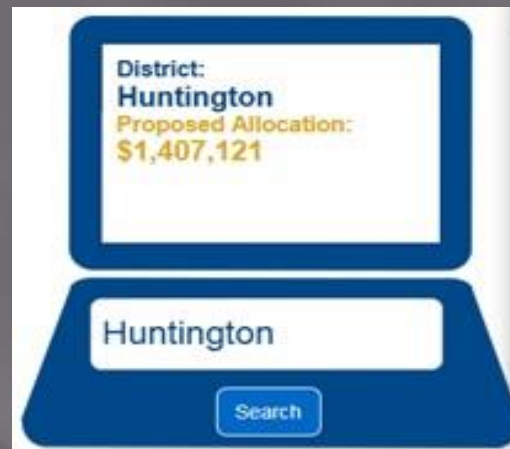 District:
Huntington
Proposed Allocation:
$1,407,121
Huntington
Search